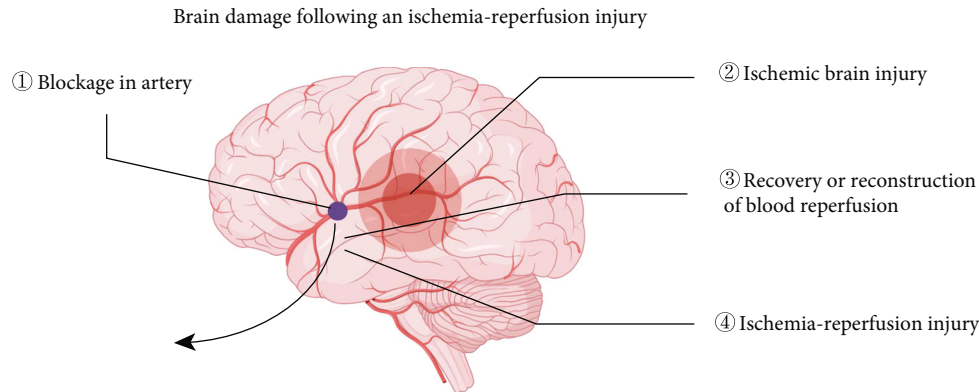 Brain damage following an ischemia-reperfusion injury
① Blockage in artery
② Ischemic brain injury
③ Recovery or reconstruction
of blood reperfusion
④ Ischemia-reperfusion injury